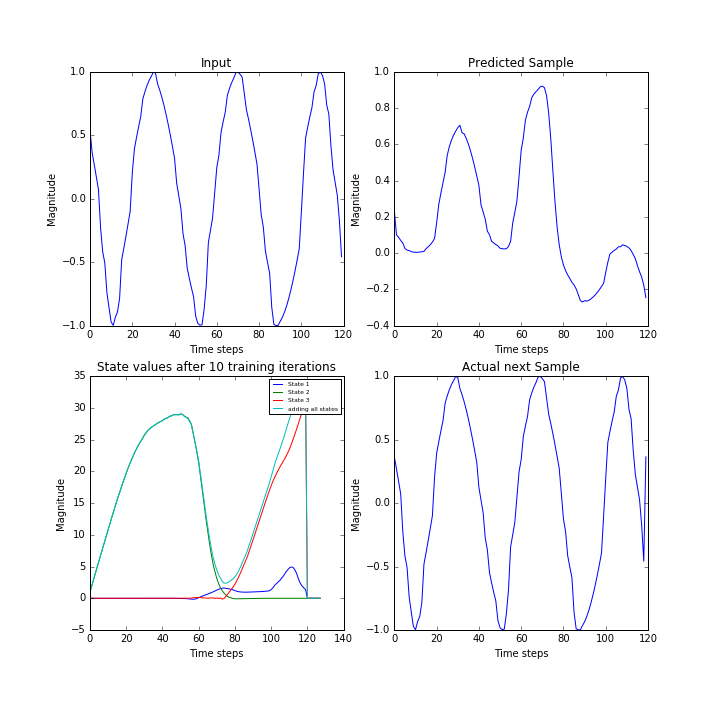 Input
Magnitude
1.0
0.5
0.0
−0.5
−1.0
0 20 40 60 80 100 120
Time steps
Predicted Sample
Magnitude
1.0
0.8
0.6
0.4
0.2
0.0
−0.2
−0.4
0 20 40 60 80 100 120
Time steps
State values after 10 training iterations
Magnitude
35
30
25
20
15
10
5
0
−5
0 20 40 60 80 100 120 140
Time steps
State 1
State 2
State 3
adding all states
Actual next Sample
Magnitude
1.0
0.5
0.0
−0.5
−1.0
0 20 40 60 80 100 120
Time steps